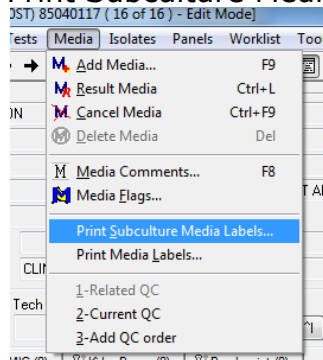 Print Subculture Media
OST) 85040117 ( 16 of 16 ) - Edit Mode]
Tests Media Isolates Panels Worklist Tool
Add Media... F9
Result Media Ctrl+L
Cancel Media Ctrl+F9
Delete Media Del
Media Comments... F8
Media Flags...
Print Subculture Media Labels...
Print Media Labels...
1-Related QC
2-Current QC
3-Add QC order
ON
T A
CLI
Tech